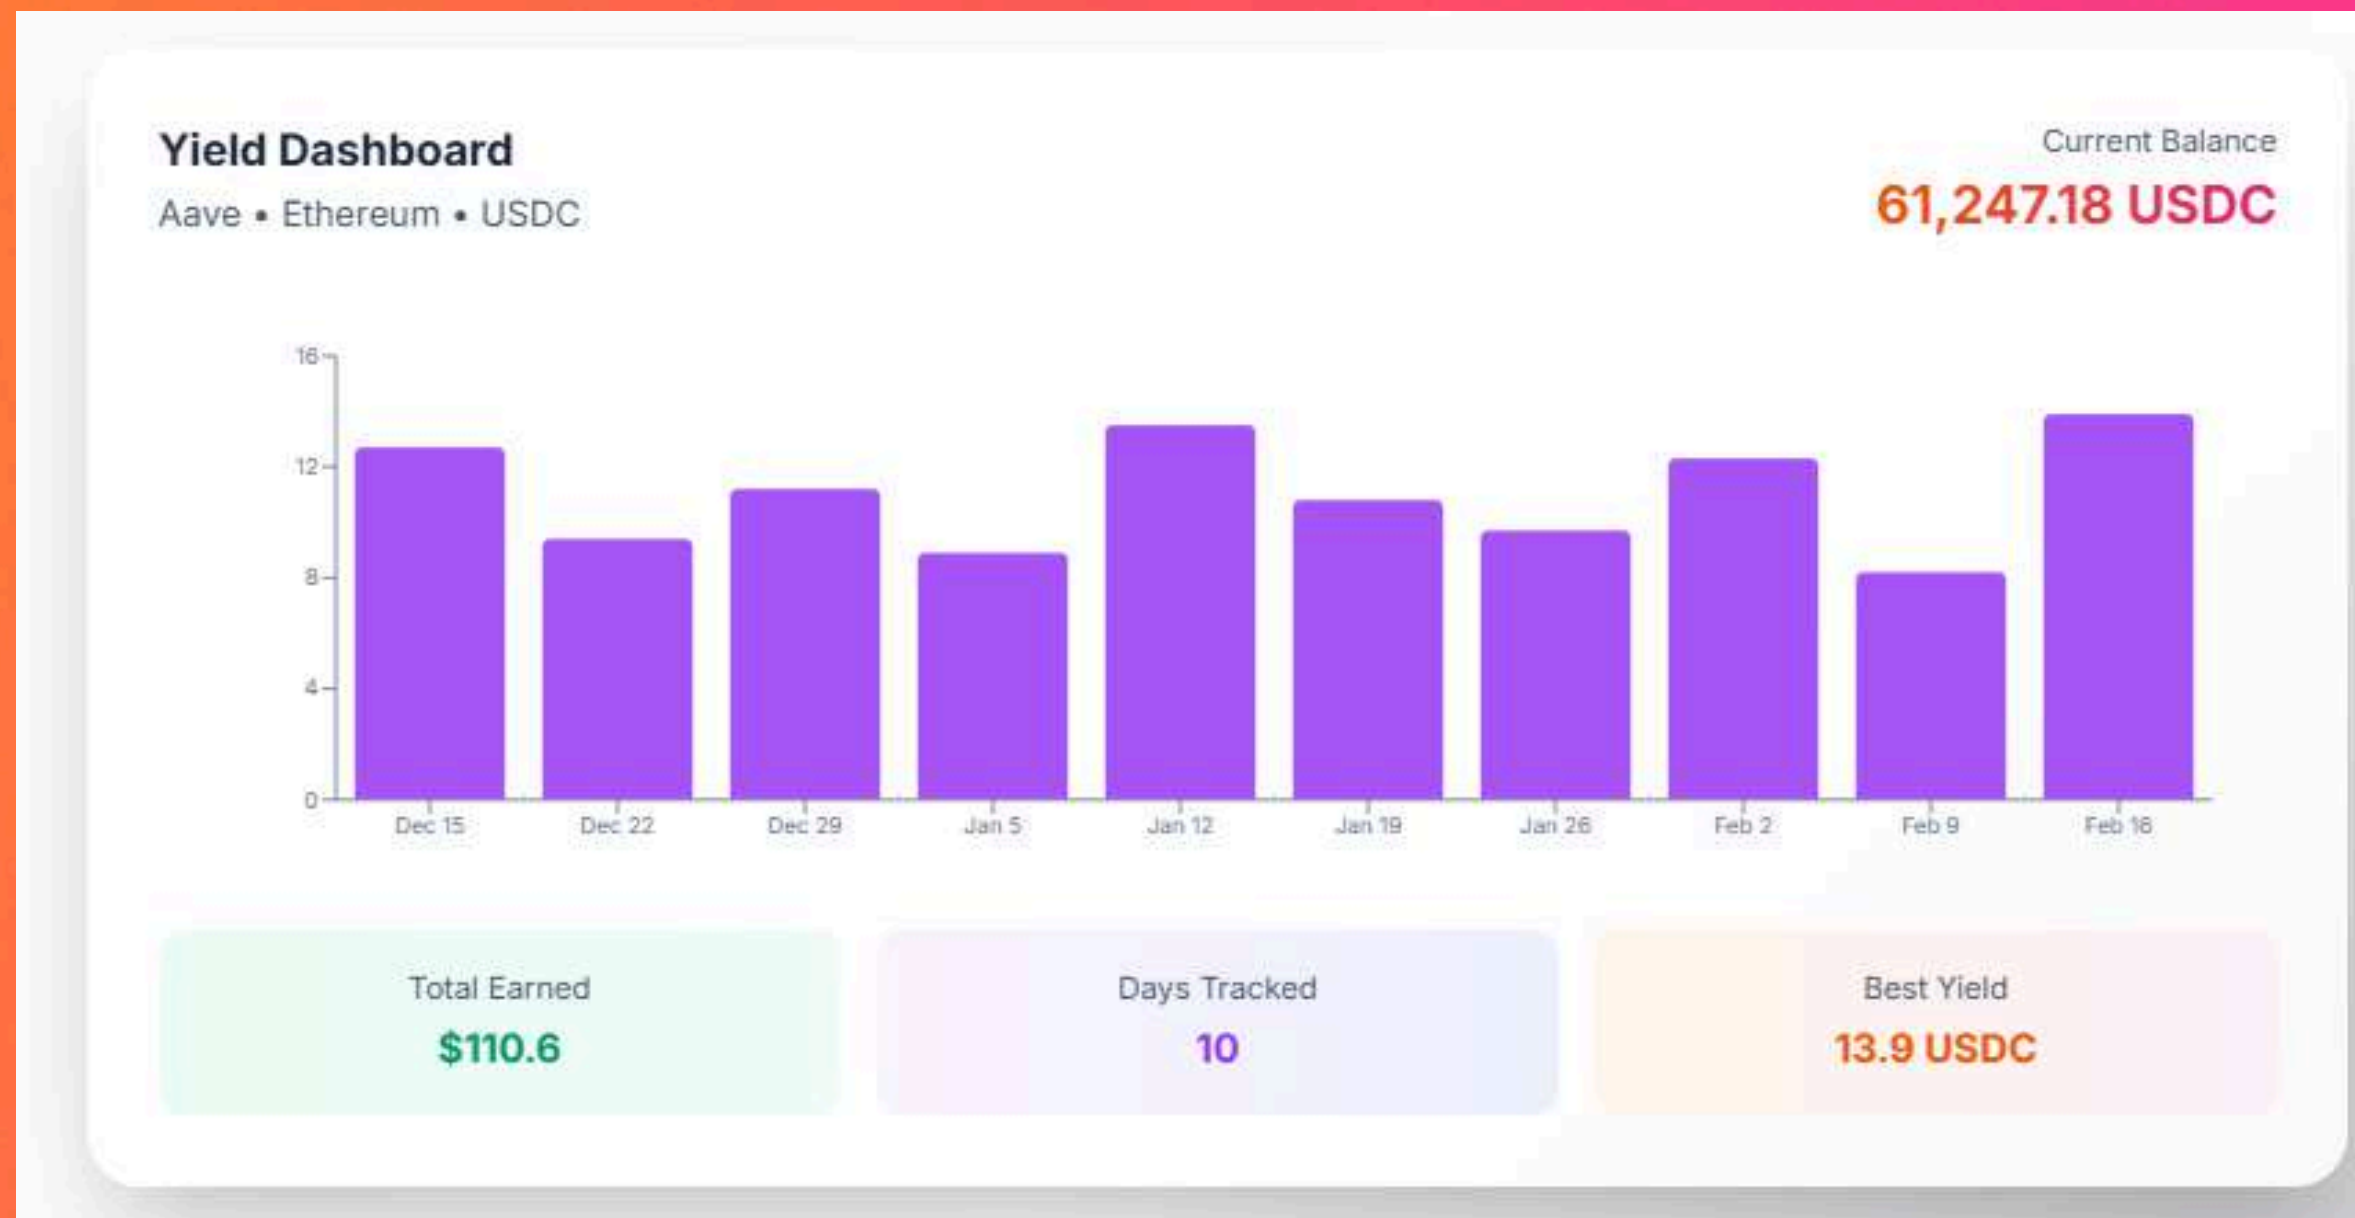 Yield Dashboard
Aave • Ethereum • USDC
Current Balance
61,247.18 USDC
16
12
8
4
0
Dec 15 Dec 22 Dec 29 Jan 5 Jan 12 Jan 19 Jan 26 Feb 2 Feb 9 Feb 16
Total Earned
$110.6
Days Tracked
10
Best Yield
13.9 USDC